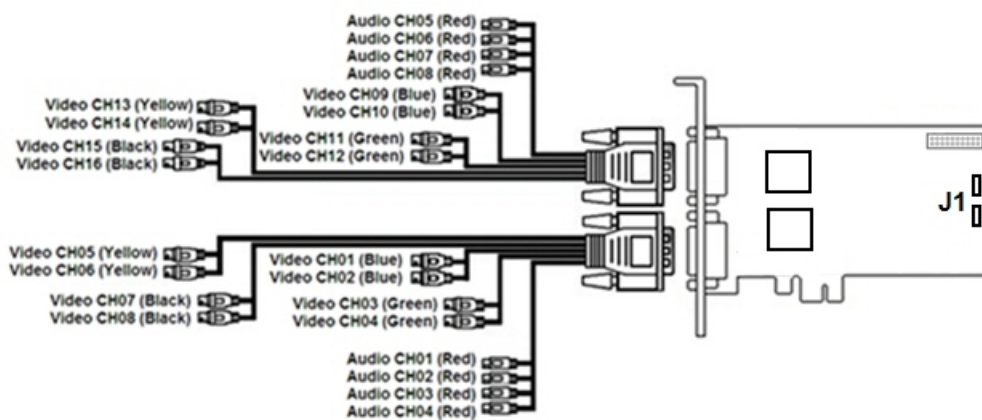 Audio CH05 (Red)
Audio CH06 (Red)
Audio CH07 (Red)
Audio CH08 (Red)
Video CH09 (Blue)
Video CH10 (Blue)
Video CH13 (Yellow)
Video CH14 (Yellow)
Video CH11 (Green)
Video CH12 (Green)
Video CH15 (Black)
Video CH16 (Black)
J1
Video CH05 (Yellow)
Video CH06 (Yellow)
Video CH01 (Blue)
Video CH02 (Blue)
Video CH07 (Black)
Video CH08 (Black)
Video CH03 (Green)
Video CH04 (Green)
Audio CH01 (Red)
Audio CH02 (Red)
Audio CH03 (Red)
Audio CH04 (Red)